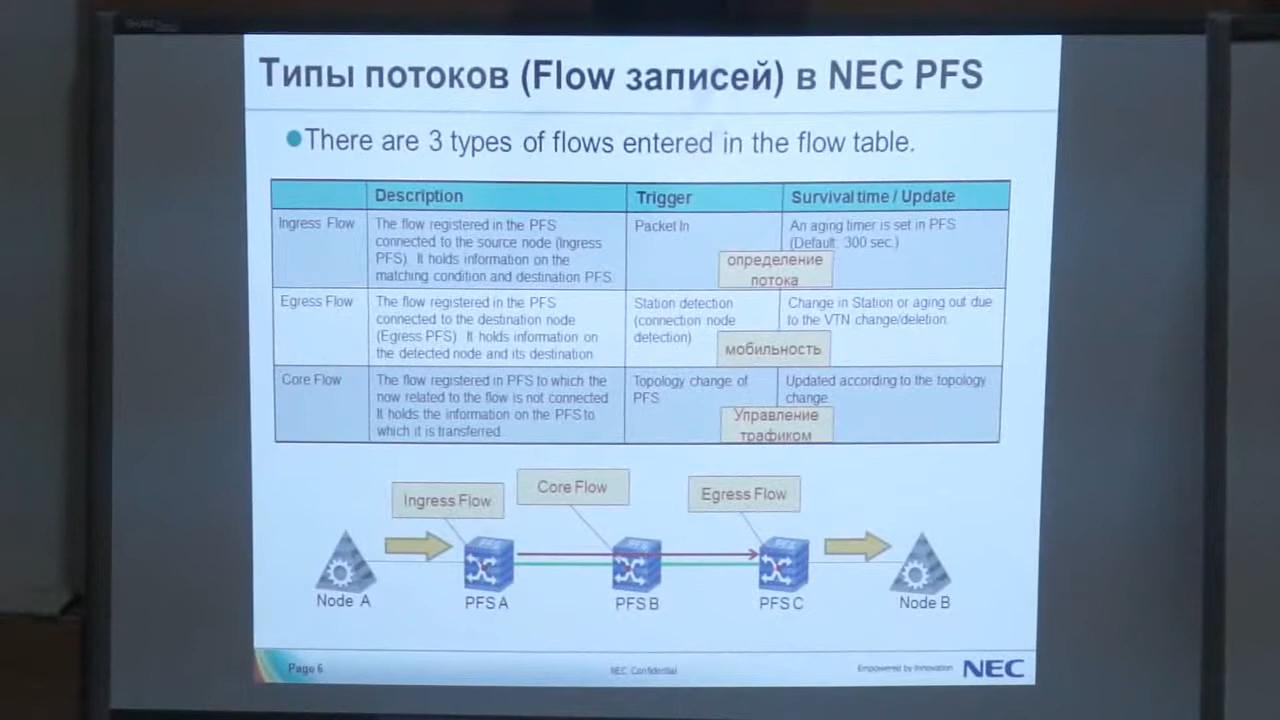 Типы потоков (Flow записей) в NEC PFS
There are 3 types of flows entered in the flow table.
Description
Trigger
Survival time / Update
Ingress Flow
The flow registered in the PFS
connected to the source node (Ingress
PFS). It holds information on the
matching condition and destination PFS.
Packet In
An aging timer is set in PFS
(Default: 300 sec.)
определение
потока
Egress Flow
The flow registered in the PFS
connected to the destination node
(Egress PFS). It holds information on
the detected node and its destination.
Station detection
(connection node
detection)
Change in Station or aging out due
to the VTN change/deletion.
мобильность
Core Flow
The flow registered in PFS to which the
now related to the flow is not connected.
It holds the information on the PFS to
which it is transferred.
Topology change of
PFS
Updated according to the topology
change
Управление
трафиком
Ingress Flow
Core Flow
Egress Flow
Node A
PFS A
PFS B
PFS C
Node B
Page 6
NEC Confidential
Empowered by Innovation
NEC